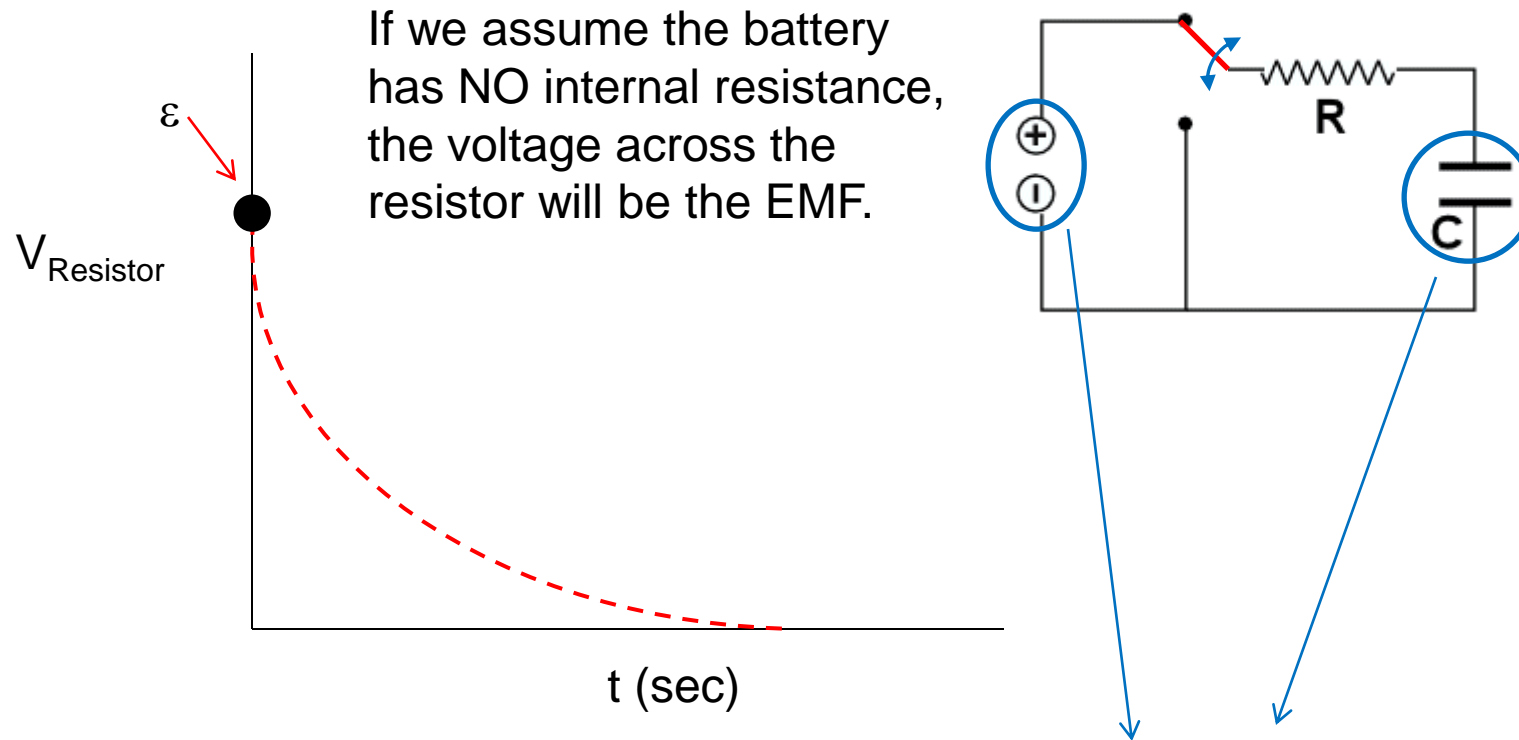 If we assume the battery
has NO internal resistance,
the voltage across the
resistor will be the EMF.
ε
V_Resistor
t (sec)
+
R
-
C